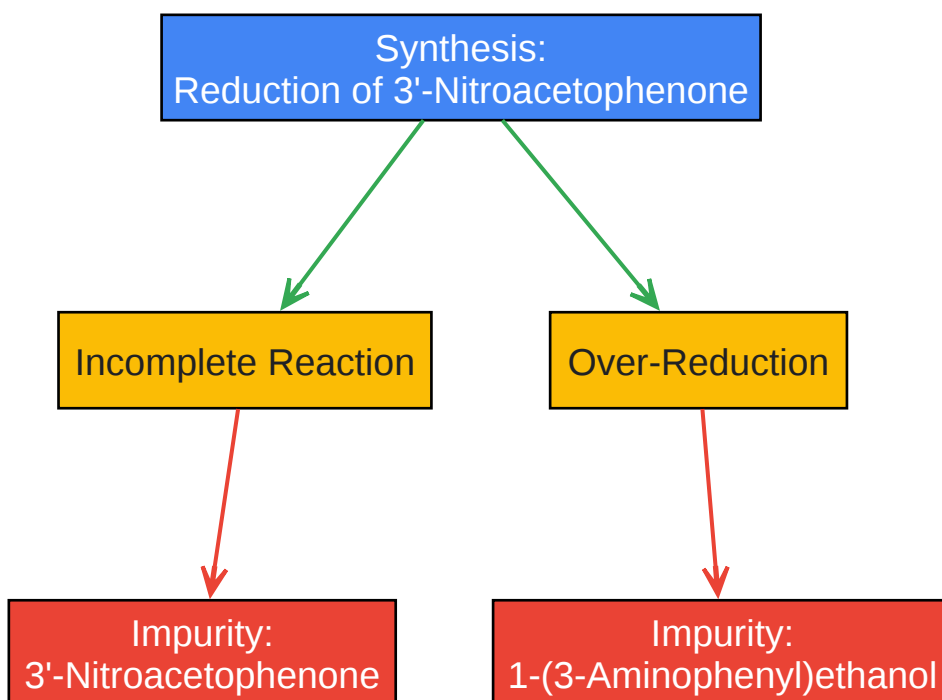 Synthesis:
Reduction of 3'-Nitroacetophenone
Incomplete Reaction
Over-Reduction
Impurity:
3'-Nitroacetophenone
Impurity:
1-(3-Aminophenyl)ethanol